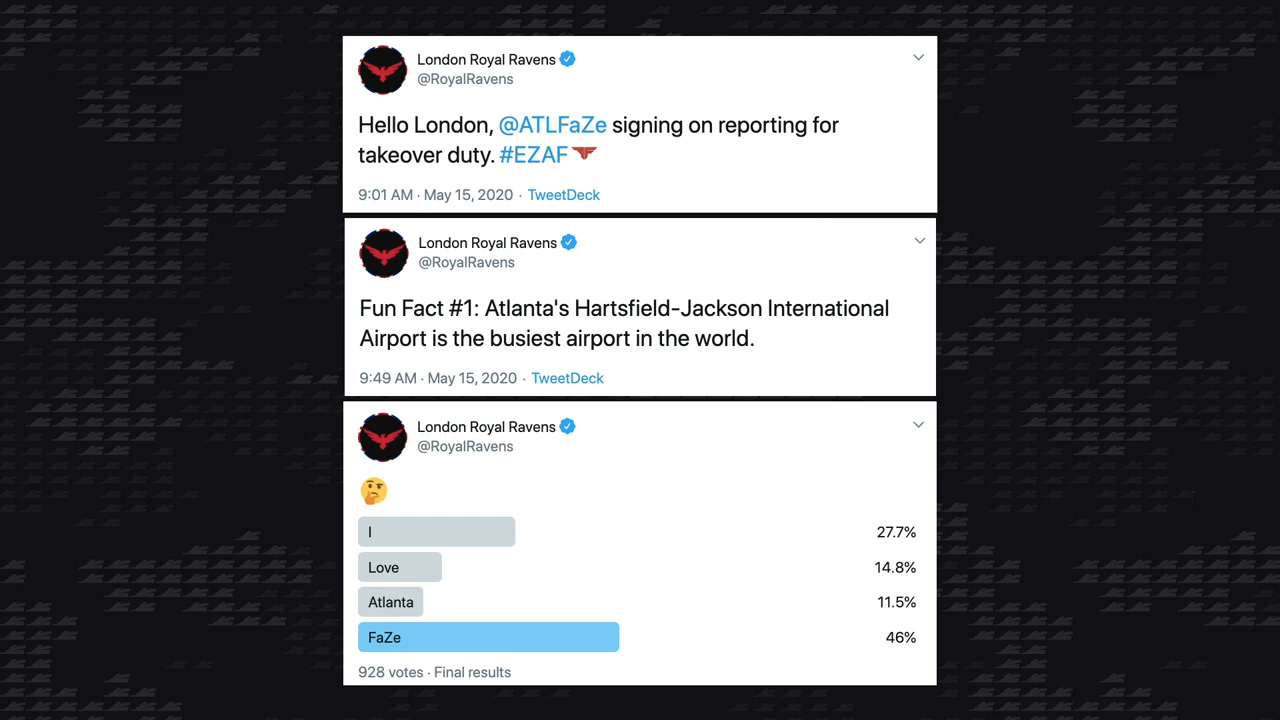 London Royal Ravens
@RoyalRavens
Hello London, @ATLFaZe signing on reporting for
takeover duty. #EZAF
9:01 AM · May 15, 2020 · TweetDeck
London Royal Ravens
@RoyalRavens
Fun Fact #1: Atlanta's Hartsfield-Jackson International
Airport is the busiest airport in the world.
9:49 AM · May 15, 2020 · TweetDeck
London Royal Ravens
@RoyalRavens
🤔
I 27.7%
Love 14.8%
Atlanta 11.5%
FaZe 46%
928 votes · Final results